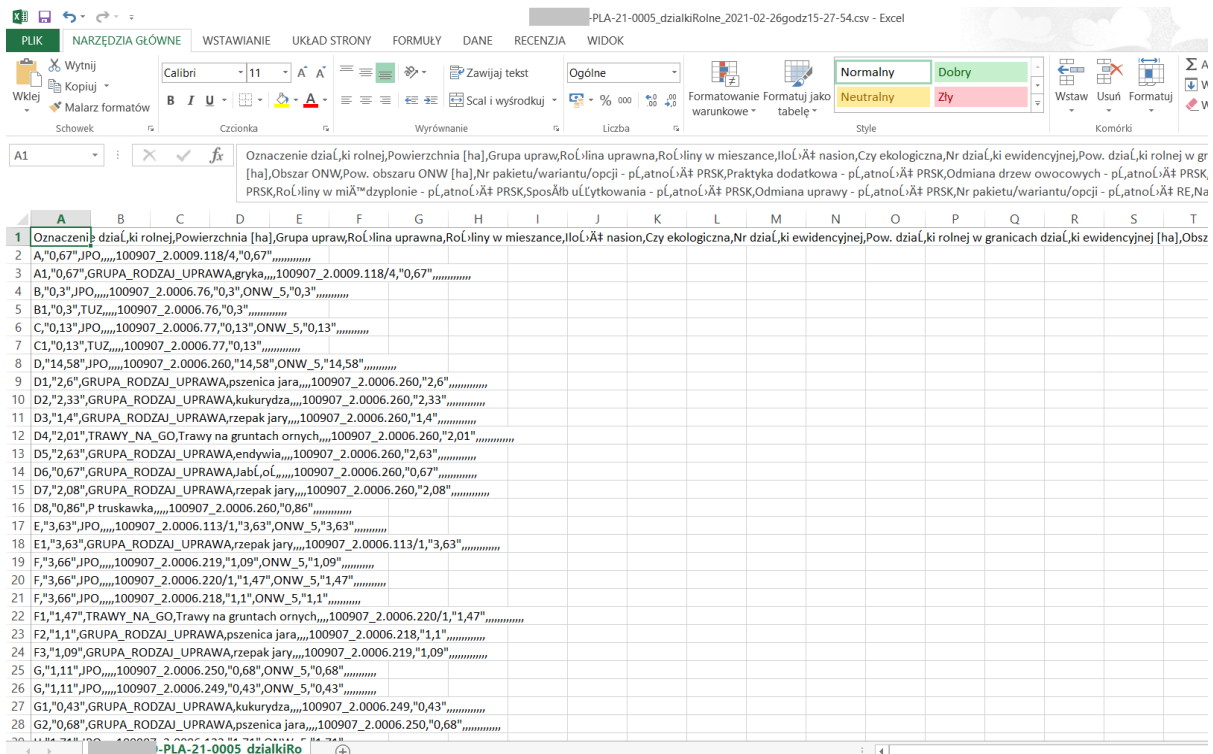 -PLA-21-0005_dzialkiRolne_2021-02-26godz15-27-54.csv - Excel
PLIK NARZĘDZIA GŁÓWNE WSTAWIANIE UKŁAD STRONY FORMUŁY DANE RECENZJA WIDOK
Wklej
Wytnij
Kopiuj
Malarz formatów
Schowek
Calibri 11
B I U
Czcionka
Zawijaj tekst
Scal i wyśrodkuj
Wyrównanie
Ogólne
% 000
Liczba
Formatowanie warunkowe
Formatuj jako tabelę
Normalny Dobry
Neutralny Zły
Style
Wstaw Usuń Formatuj
Komórki
A1
fx
Oznaczenie dziaĹ‚ki rolnej,Powierzchnia [ha],Grupa upraw,RoĹ›lina uprawna,RoĹ›liny w mieszance,IloĹ›Ä‡ nasion,Czy ekologiczna,Nr dziaĹ‚ki ewidencyjnej,Pow. dziaĹ‚ki rolnej w gr
[ha],Obszar ONW,Pow. obszaru ONW [ha],Nr pakietu/wariantu/opcji - pĹ‚atnoĹ›Ä‡ PRSK,Praktyka dodatkowa - pĹ‚atnoĹ›Ä‡ PRSK,Odmiana drzew owocowych - pĹ‚atnoĹ›Ä‡ PRSK,
PRSK,RoĹ›liny w miÄ™dzyplonie - pĹ‚atnoĹ›Ä‡ PRSK,SposĂłb uĹĽytkowania - pĹ‚atnoĹ›Ä‡ PRSK,Odmiana uprawy - pĹ‚atnoĹ›Ä‡ PRSK,Nr pakietu/wariantu/opcji - pĹ‚atnoĹ›Ä‡ RE,Na
A B C D E F G H I J K L M N O P Q R S T
1 Oznaczenie dziaĹ‚ki rolnej,Powierzchnia [ha],Grupa upraw,RoĹ›lina uprawna,RoĹ›liny w mieszance,IloĹ›Ä‡ nasion,Czy ekologiczna,Nr dziaĹ‚ki ewidencyjnej,Pow. dziaĹ‚ki rolnej w granicach dziaĹ‚ki ewidencyjnej [ha],Obsz
2 A,"0,67",JPO,,,,,100907_2.0009.118/4,"0,67",,,,,,,,,,,,
3 A1,"0,67",GRUPA_RODZAJ_UPRAWA,gryka,,,,100907_2.0009.118/4,"0,67",,,,,,,,,,,,
4 B,"0,3",JPO,,,,,100907_2.0006.76,"0,3",ONW_5,"0,3",,,,,,,,,,
5 B1,"0,3",TUZ,,,,,100907_2.0006.76,"0,3",,,,,,,,,,,,
6 C,"0,13",JPO,,,,,100907_2.0006.77,"0,13",ONW_5,"0,13",,,,,,,,,,
7 C1,"0,13",TUZ,,,,,100907_2.0006.77,"0,13",,,,,,,,,,,,
8 D,"14,58",JPO,,,,,100907_2.0006.260,"14,58",ONW_5,"14,58",,,,,,,,,,
9 D1,"2,6",GRUPA_RODZAJ_UPRAWA,pszenica jara,,,,100907_2.0006.260,"2,6",,,,,,,,,,,,
10 D2,"2,33",GRUPA_RODZAJ_UPRAWA,kukurydza,,,,100907_2.0006.260,"2,33",,,,,,,,,,,,
11 D3,"1,4",GRUPA_RODZAJ_UPRAWA,rzepak jary,,,,100907_2.0006.260,"1,4",,,,,,,,,,,,
12 D4,"2,01",TRAWY_NA_GO,Trawy na gruntach ornych,,,,100907_2.0006.260,"2,01",,,,,,,,,,,,
13 D5,"2,63",GRUPA_RODZAJ_UPRAWA,endywia,,,,100907_2.0006.260,"2,63",,,,,,,,,,,,
14 D6,"0,67",GRUPA_RODZAJ_UPRAWA,JabĹ‚oĹ„,,,,100907_2.0006.260,"0,67",,,,,,,,,,,,
15 D7,"2,08",GRUPA_RODZAJ_UPRAWA,rzepak jary,,,,100907_2.0006.260,"2,08",,,,,,,,,,,,
16 D8,"0,86",P truskawka,,,,,100907_2.0006.260,"0,86",,,,,,,,,,,,
17 E,"3,63",JPO,,,,,100907_2.0006.113/1,"3,63",ONW_5,"3,63",,,,,,,,,,
18 E1,"3,63",GRUPA_RODZAJ_UPRAWA,rzepak jary,,,,100907_2.0006.113/1,"3,63",,,,,,,,,,,,
19 F,"3,66",JPO,,,,,100907_2.0006.219,"1,09",ONW_5,"1,09",,,,,,,,,,
20 F,"3,66",JPO,,,,,100907_2.0006.220/1,"1,47",ONW_5,"1,47",,,,,,,,,,
21 F,"3,66",JPO,,,,,100907_2.0006.218,"1,1",ONW_5,"1,1",,,,,,,,,,
22 F1,"1,47",TRAWY_NA_GO,Trawy na gruntach ornych,,,,100907_2.0006.220/1,"1,47",,,,,,,,,,,,
23 F2,"1,1",GRUPA_RODZAJ_UPRAWA,pszenica jara,,,,100907_2.0006.218,"1,1",,,,,,,,,,,,
24 F3,"1,09",GRUPA_RODZAJ_UPRAWA,rzepak jary,,,,100907_2.0006.219,"1,09",,,,,,,,,,,,
25 G,"1,11",JPO,,,,,100907_2.0006.250,"0,68",ONW_5,"0,68",,,,,,,,,,
26 G,"1,11",JPO,,,,,100907_2.0006.249,"0,43",ONW_5,"0,43",,,,,,,,,,
27 G1,"0,43",GRUPA_RODZAJ_UPRAWA,kukurydza,,,,100907_2.0006.249,"0,43",,,,,,,,,,,,
28 G2,"0,68",GRUPA_RODZAJ_UPRAWA,pszenica jara,,,,100907_2.0006.250,"0,68",,,,,,,,,,,,
-PLA-21-0005_dzialkiRo